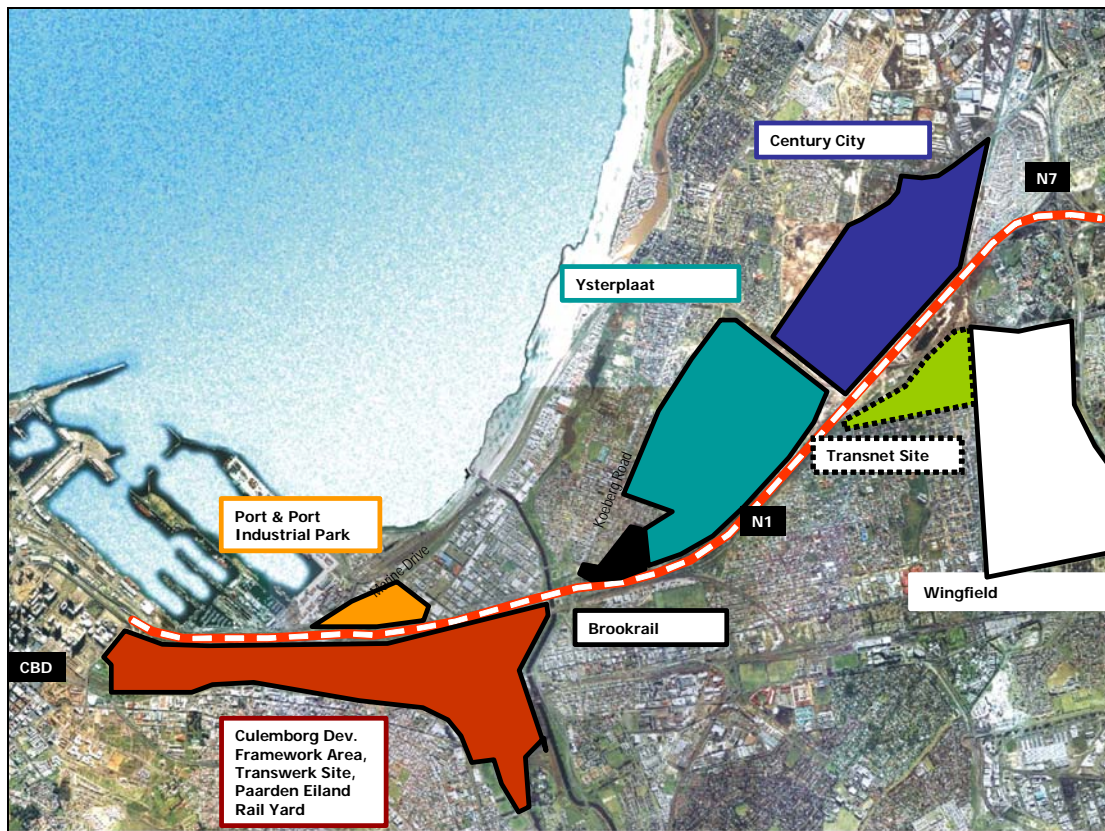 Century City
N7
Ysterplaat
Koeberg Road
Transnet Site
Port & Port
Industrial Park
N1
Marine Drive
Wingfield
Brookrail
CBD
Culemborg Dev.
Framework Area,
Transwerk Site,
Paarden Eiland
Rail Yard